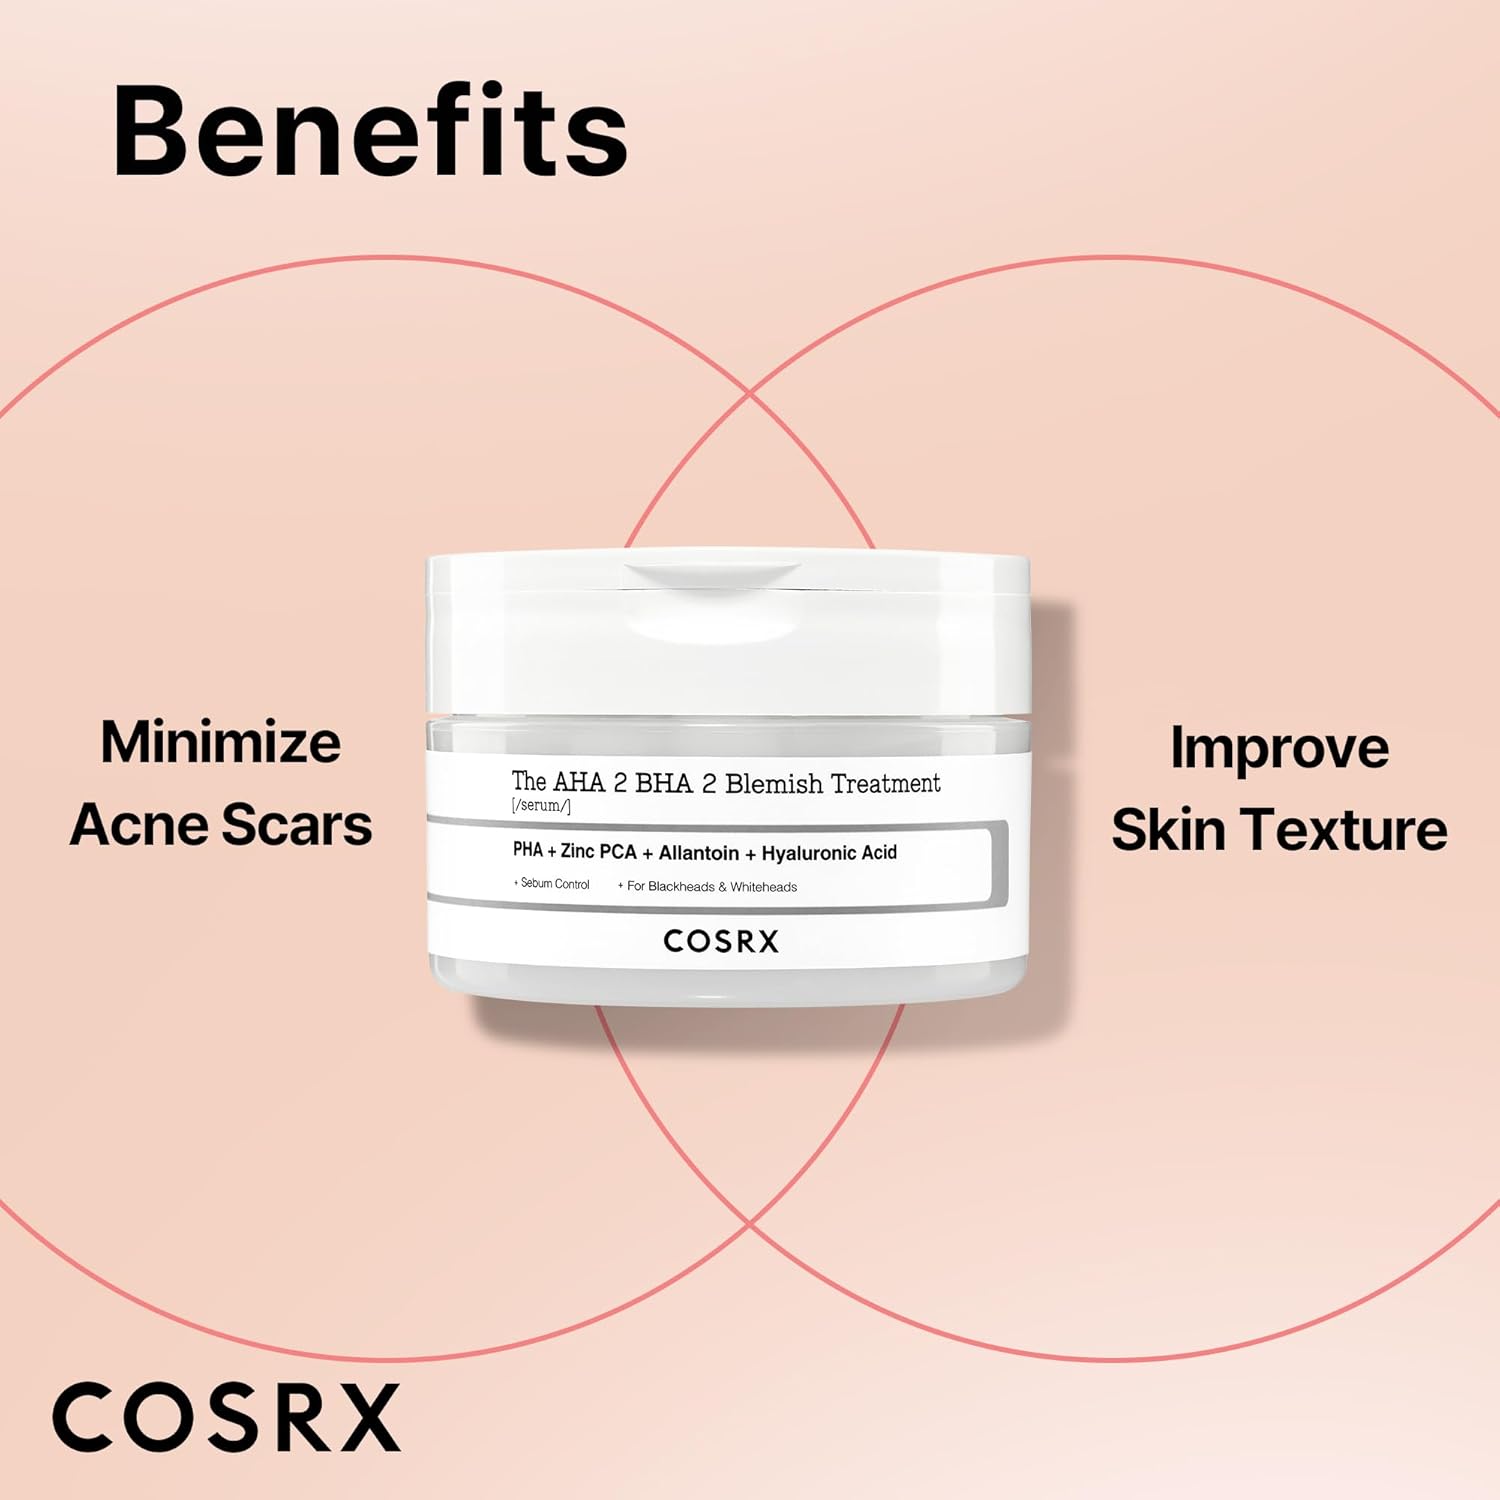 Benefits
Minimize
Acne Scars
The AHA 2 BHA 2 Blemish Treatment
[/serum/]
PHA + Zinc PCA + Allantoin + Hyaluronic Acid
+ Sebum Control + For Blackheads & Whiteheads
COSRX
Improve
Skin Texture
COSRX